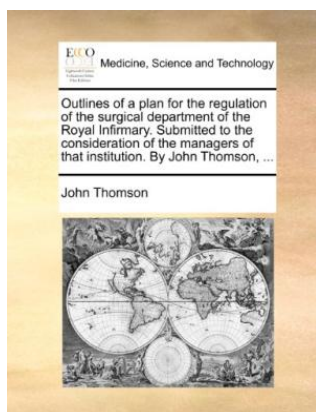 ECCO
Medicine, Science and Technology
Outlines of a plan for the regulation
of the surgical department of the
Royal Infirmary. Submitted to the
consideration of the managers of
that institution. By John Thomson, ...
John Thomson